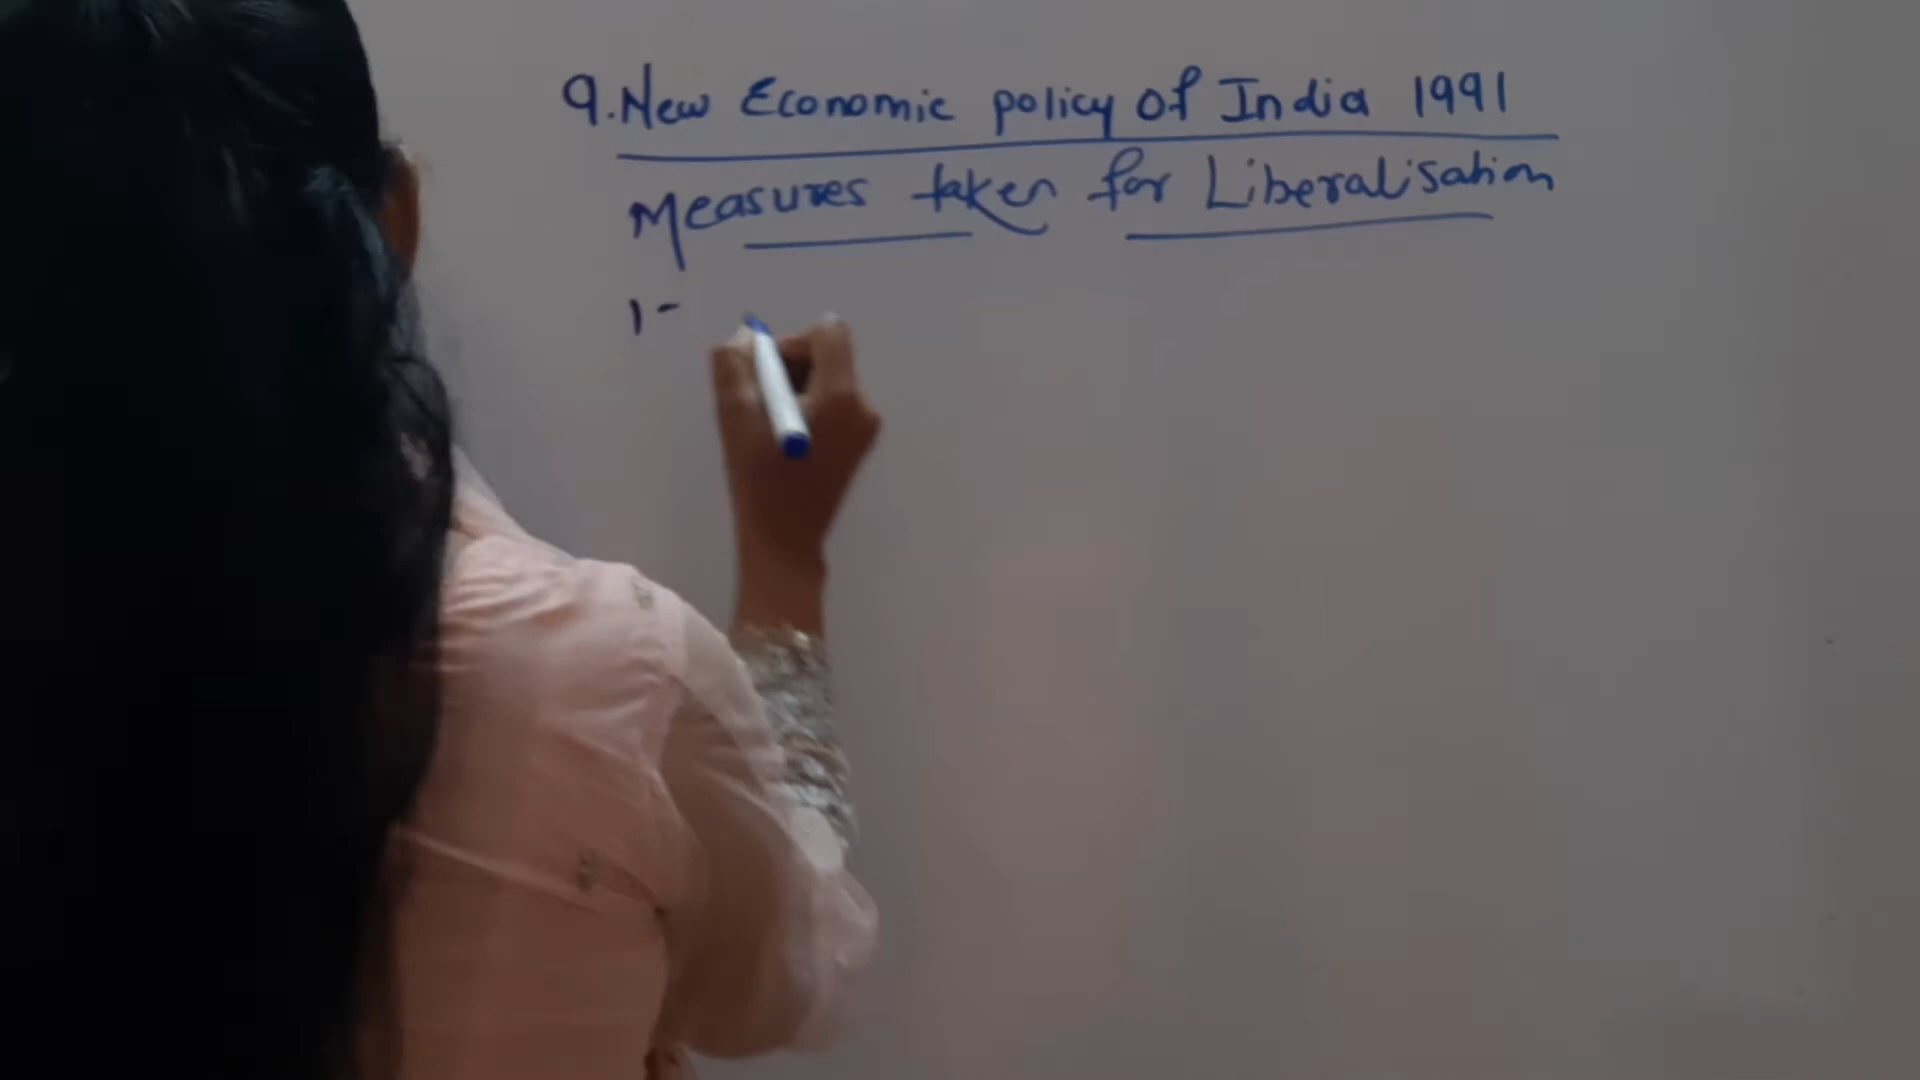 9. New Economic policy of India 1991
Measures taken for Liberalisation
1-